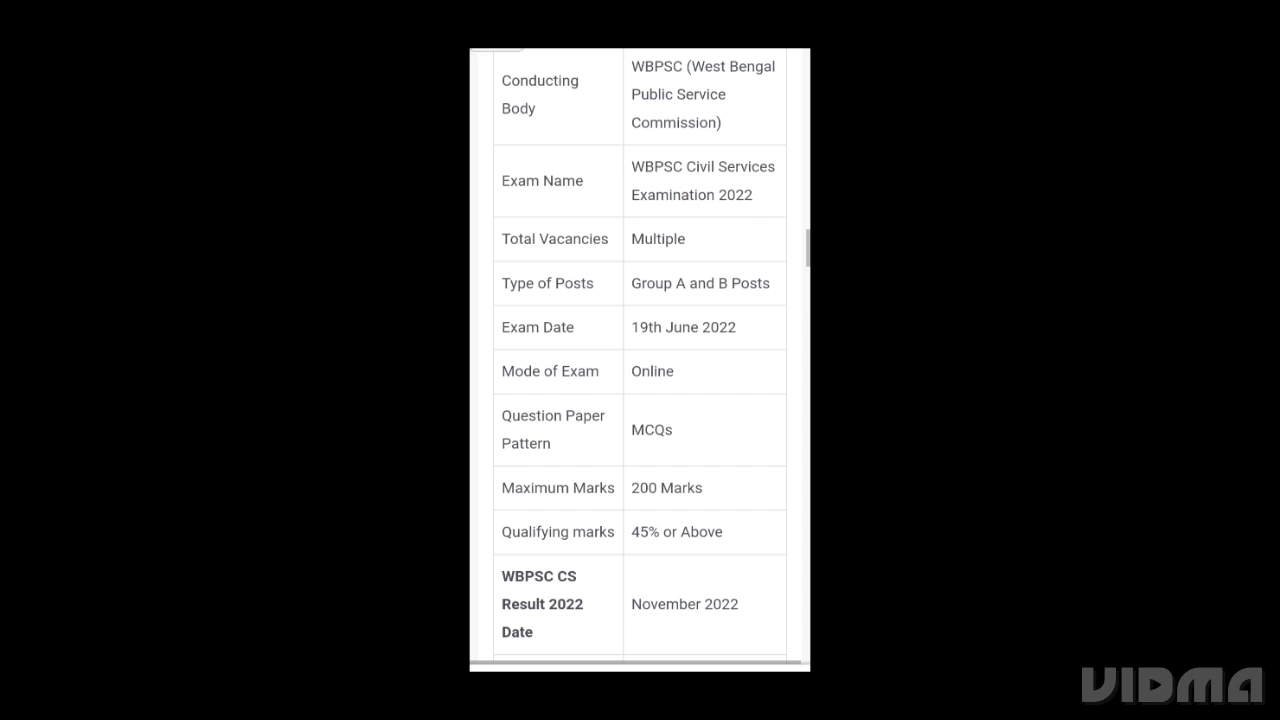 Conducting
Body
WBPSC (West Bengal
Public Service
Commission)
Exam Name
WBPSC Civil Services
Examination 2022
Total Vacancies
Multiple
Type of Posts
Group A and B Posts
Exam Date
19th June 2022
Mode of Exam
Online
Question Paper
Pattern
MCQs
Maximum Marks
200 Marks
Qualifying marks
45% or Above
WBPSC CS
Result 2022
Date
November 2022
VIDMA